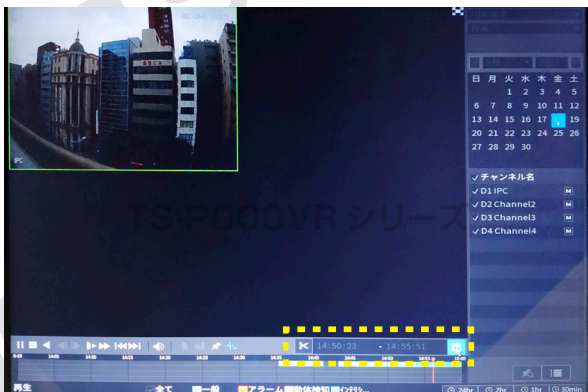 IPC
日 月 火 水 木 金 土
1 2 3 4 5
6 7 8 9 10 11 12
13 14 15 16 17 19
20 21 22 23 24 25 26
27 28 29 30
チャンネル名
D1 IPC M
D2 Channel2 M
D3 Channel3 M
D4 Channel4 M
TS-POCOVR シリーズ
14:50:23 - 14:55:51
再生
全て 一般 アラーム 動体検知
24hr 2hr 1hr 30min